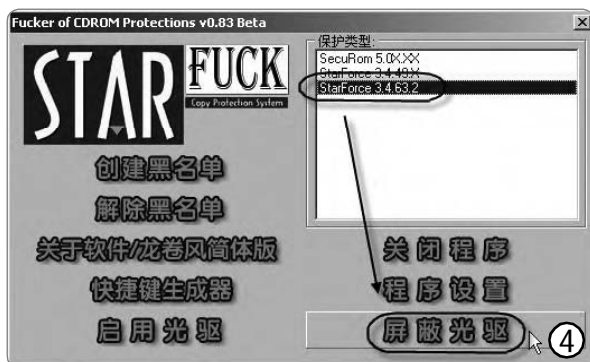 Fucker of CDROM Protections v0.83 Beta
STAR
FUCK
Copy Protection System
创建黑名单
解除黑名单
关于软件/龙卷风简体版
快捷键生成器
启用光驱
保护类型:
SecuRom 5.0X.XX
StarForce 3.4.49.X
StarForce 3.4.63.2
关闭程序
程序设置
屏蔽光驱
④